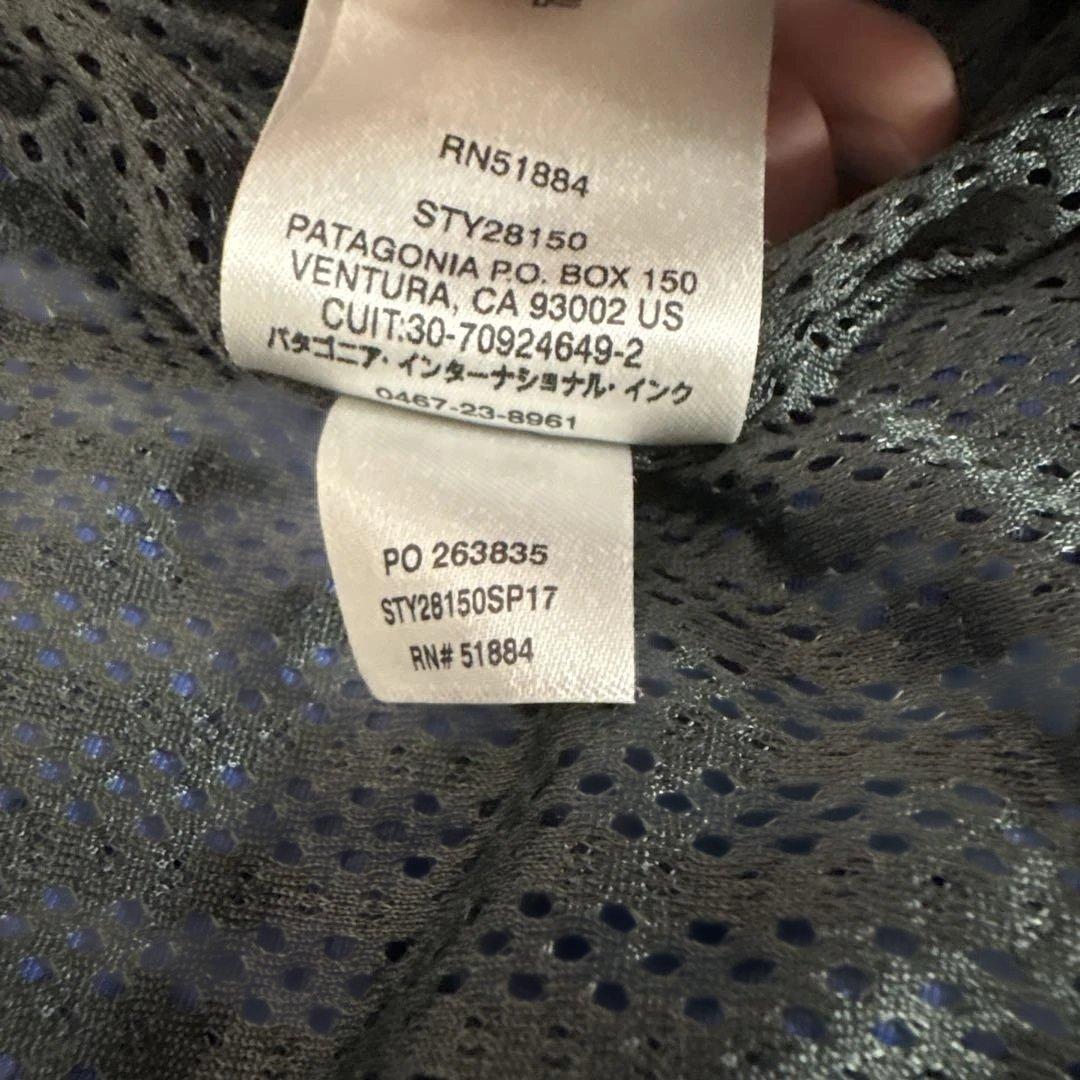 RN51884
STY28150
PATAGONIA P.O. BOX 150
VENTURA, CA 93002 US
CUIT:30-70924649-2
パタゴニア・インターナショナル・インク
0467-23-8961
PO 263835
STY28150SP17
RN# 51884